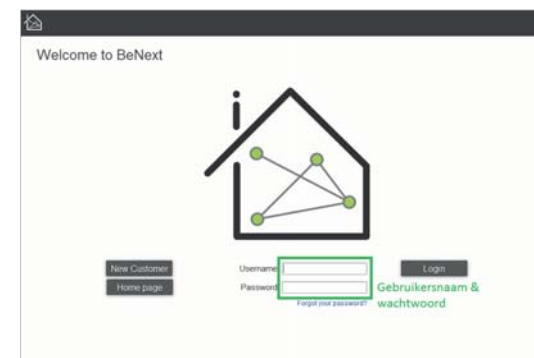 Welcome to BeNext
New Customer
Username
Login
Home page
Password
Gebruikersnaam &
wachtwoord
Forgot your password?